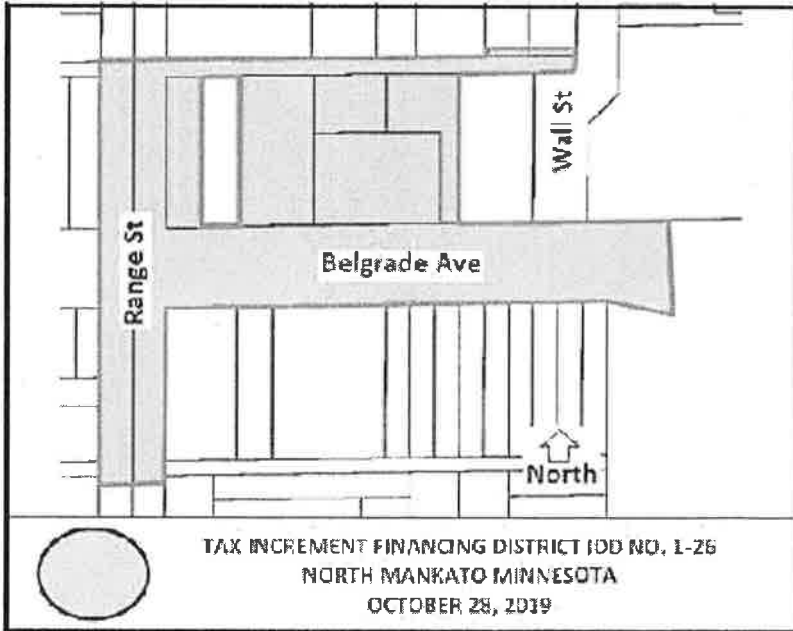 Wall St
Range St
Belgrade Ave
North
TAX INCREMENT FINANCING DISTRICT IDD NO. 1-26
NORTH MANKATO MINNESOTA
OCTOBER 28, 2019